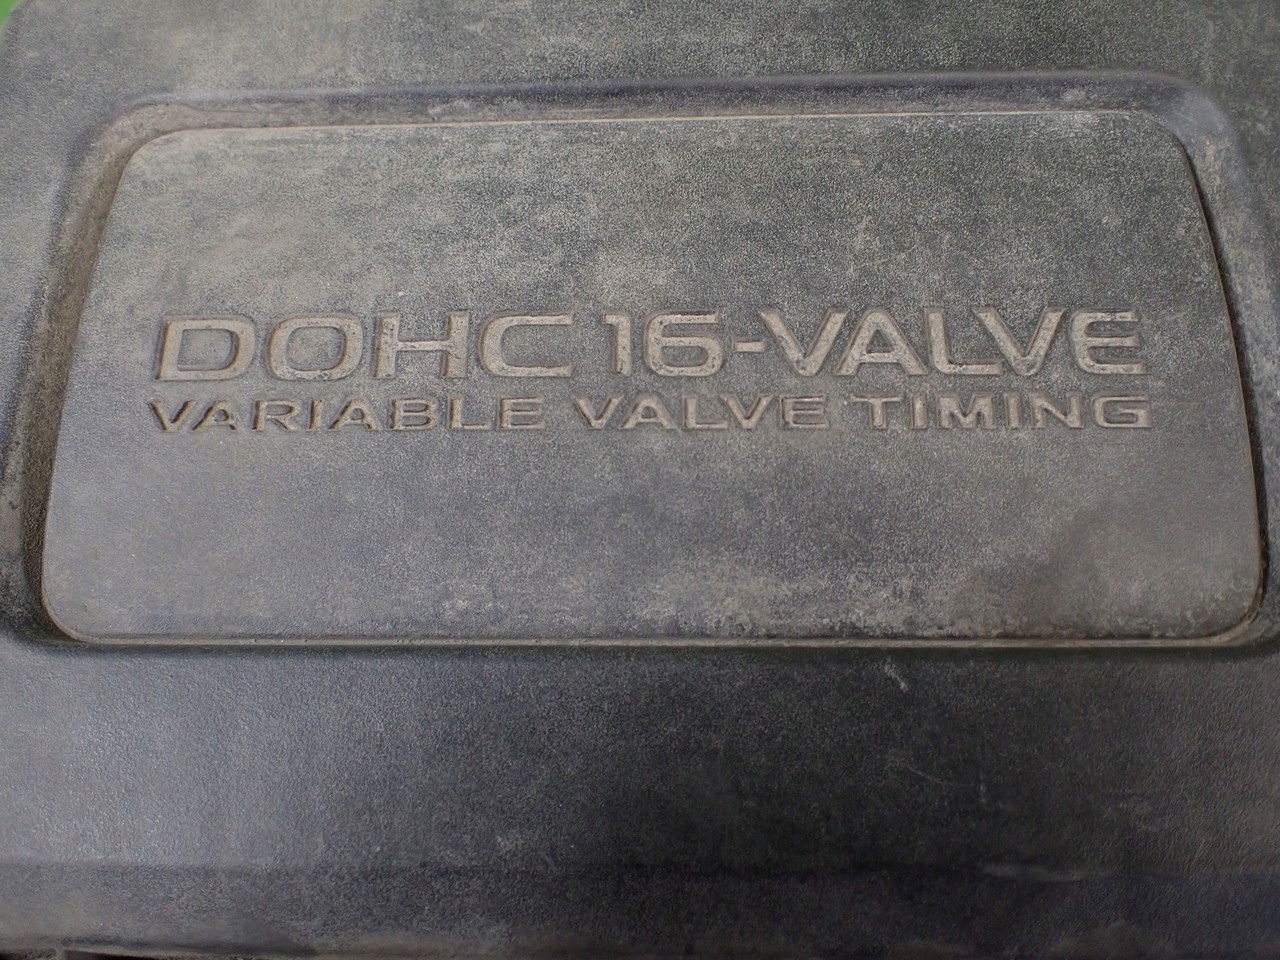 DOHC 16-VALVE
VARIABLE VALVE TIMING